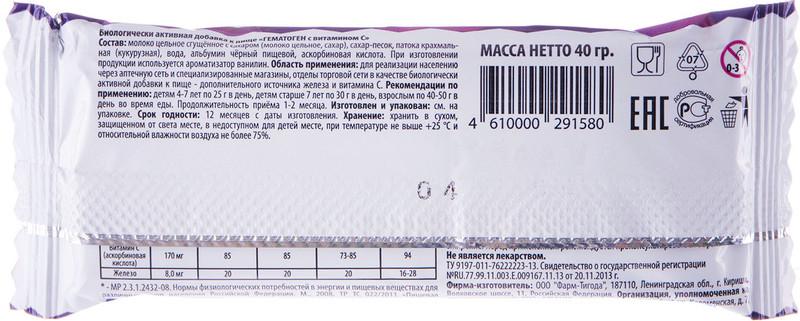 Биологически активная добавка к пище «ГЕМАТОГЕН с ВИТАМИНОМ С»
Состав: молоко цельное сгущённое с сахаром (молоко цельное, сахар), сахар-песок, патока крахмаль-
ная (кукурузная), вода, альбумин чёрный пищевой, аскорбиновая кислота. При изготовлении
продукции используется ароматизатор ванилин. Область применения: для реализации населению
через аптечную сеть и специализированные магазины, отделы торговой сети в качестве биологически
активной добавки к пище - дополнительного источника железа и витамина С. Рекомендации по
применению: детям 4-7 лет по 25 г в день, детям старше 7 лет по 30 г в день, взрослым по 40-50 г в
день во время еды. Продолжительность приёма 1-2 месяца. Изготовлен и упакован: см. на
упаковке. Срок годности: 12 месяцев с даты изготовления. Хранение: хранить в сухом,
защищенном от света месте, в недоступном для детей месте, при температуре не выше +25 °С и
относительной влажности воздуха не более 75%.
МАССА НЕТТО 40 гр.
4 610000 291580
07
0-3
ЕАС
добровольная
РСТ
сертификация
04
Витамин С
(аскорбиновая
кислота) 170 мг 85 85 73-85 94
Железо 8,0 мг 20 20 20 16-28
* - МР 2.3.1.2432-08. Нормы физиологических потребностей в энергии и пищевых веществах для
Не является лекарством.
ТУ 9197-011-76222223-13. Свидетельство о государственной регистрации
№RU.77.99.11.003.Е.009167.11.13 от 20.11.2013 г.
Фирма-изготовитель: ООО "Фарм-Тигода", 187110, Ленинградская обл., г. Кириши,
Волховское шоссе, 11, Российская Федерация. Организация, уполномоченная